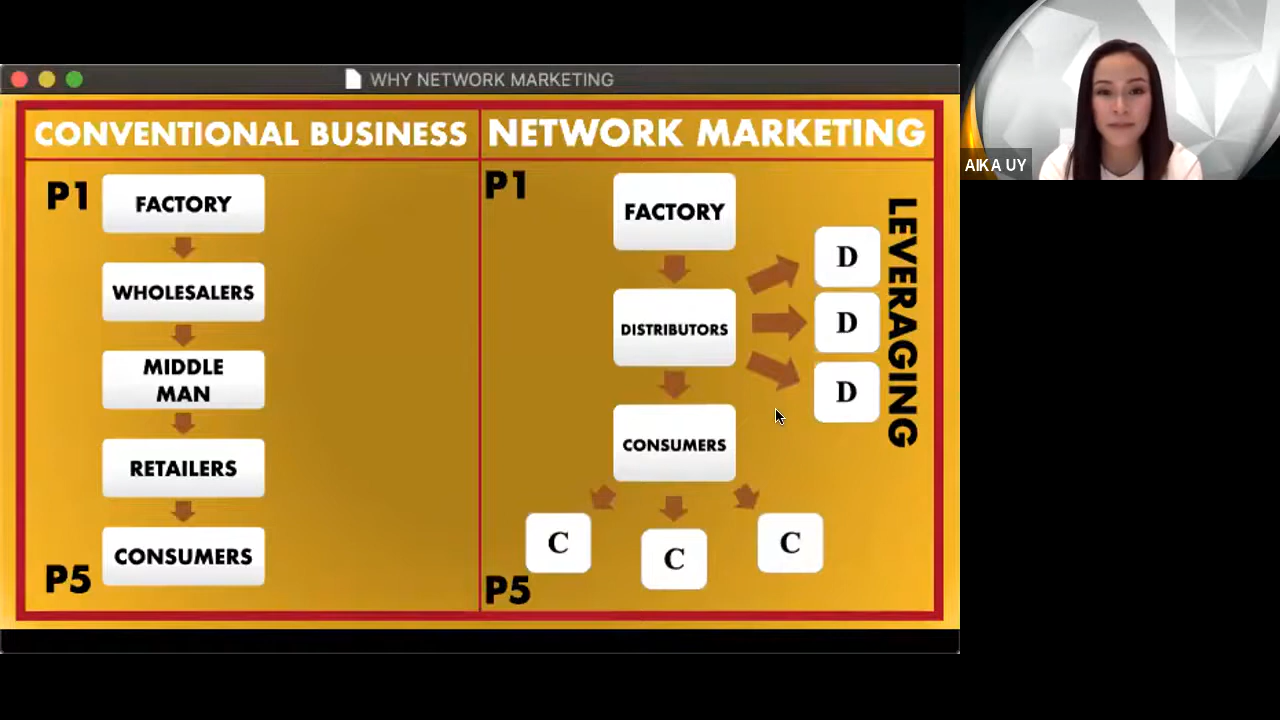 WHY NETWORK MARKETING
CONVENTIONAL BUSINESS
P1
FACTORY
WHOLESALERS
MIDDLE
MAN
RETAILERS
CONSUMERS
P5
NETWORK MARKETING
P1
FACTORY
DISTRIBUTORS
D
D
D
LEVERAGING
CONSUMERS
C
C
C
P5
AIKA UY